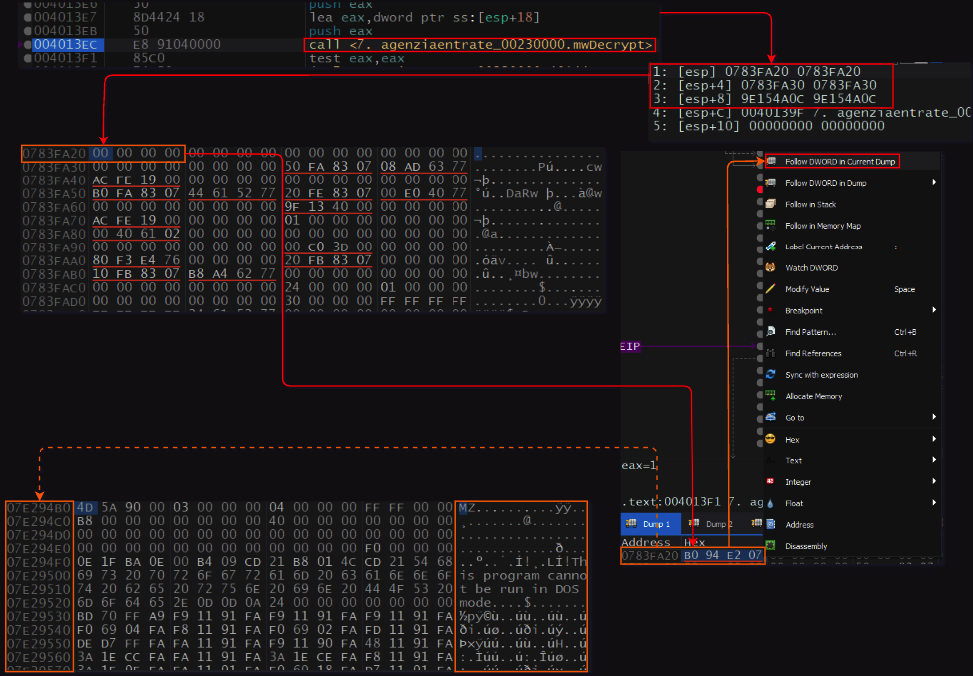 004013E6 50 push eax
004013E7 8D4424 18 lea eax,dword ptr ss:[esp+18]
004013EB 50 push eax
004013EC E8 91040000 call <7. agenziaentrate_00230000.mwDecrypt>
004013F1 85C0 test eax,eax
1: [esp] 0783FA20 0783FA20
2: [esp+4] 0783FA30 0783FA30
3: [esp+8] 9E154A0C 9E154A0C
4: [esp+C] 0040139F 7. agenziaentrate_00
5: [esp+10] 00000000 00000000
0783FA20 00 00 00 00 00 00 00 00 00 00 00 00 00 00 00 00 ................
0783FA30 00 00 00 00 00 00 00 00 50 FA 83 07 08 AD 63 77
0783FA40 AC FE 19 00 00 00 00 00 00 00 00 00 00 00 00 00
0783FA50 B0 FA 83 07 44 61 52 77 20 FE 83 07 00 E0 40 77
0783FA60 00 00 00 00 00 00 00 00 9F 13 40 00 00 00 00 00
0783FA70 AC FE 19 00 00 00 00 00 01 00 00 00 00 00 00 00
0783FA80 00 40 61 02 00 00 00 00 00 00 00 00 00 00 00 00
0783FA90 00 00 00 00 00 00 00 00 00 C0 3D 00 00 00 00 00
0783FAA0 80 F3 E4 76 00 00 00 00 20 FB 83 07 00 00 00 00
0783FAB0 10 FB 83 07 B8 A4 62 77 00 00 00 00 00 00 00 00
0783FAC0 00 00 00 00 00 00 00 00 24 00 00 00 01 00 00 00
0783FAD0 00 00 00 00 00 00 00 00 30 00 00 00 FF FF FF FF
Follow DWORD in Current Dump
Follow DWORD in Dump
Follow in Stack
Follow in Memory Map
Label Current Address :
Watch DWORD
Modify Value Space
Breakpoint
Find Pattern... Ctrl+B
Find References Ctrl+R
Sync with expression
Allocate Memory
Go to
Hex
Text
Integer
Float
Address
Disassembly
EIP
eax=1
.text:004013F1 7. ag
Dump 1 Dump 2
Address Hex
0783FA20 B0 94 E2 07
07E294B0 4D 5A 90 00 03 00 00 00 04 00 00 00 FF FF 00 00 MZ..........ÿÿ..
07E294C0 B8 00 00 00 00 00 00 00 40 00 00 00 00 00 00 00 ¸.......@.......
07E294D0 00 00 00 00 00 00 00 00 00 00 00 00 00 00 00 00 ................
07E294E0 00 00 00 00 00 00 00 00 00 00 00 00 F0 00 00 00 ............ð...
07E294F0 0E 1F BA 0E 00 B4 09 CD 21 B8 01 4C CD 21 54 68 ..º..´.Í!¸.LÍ!Th
07E29500 69 73 20 70 72 6F 67 72 61 6D 20 63 61 6E 6E 6F is program canno
07E29510 74 20 62 65 20 72 75 6E 20 69 6E 20 44 4F 53 20 t be run in DOS
07E29520 6D 6F 64 65 2E 0D 0D 0A 24 00 00 00 00 00 00 00 mode....$.......
07E29530 BD 70 FF A9 F9 11 91 FA F9 11 91 FA F9 11 91 FA ½pÿ©ù..úù..úù..ú
07E29540 F0 69 04 FA F8 11 91 FA F0 69 02 FA FD 11 91 FA ði.úø..úði.úý..ú
07E29550 DE D7 FF FA FA 11 91 FA F9 11 90 FA 48 11 91 FA Þ×ÿúú..úù..úH..ú
07E29560 3A 1E CC FA FA 11 91 FA 3A 1E CE FA F8 11 91 FA :.Ìúú..ú:.Îúø..ú